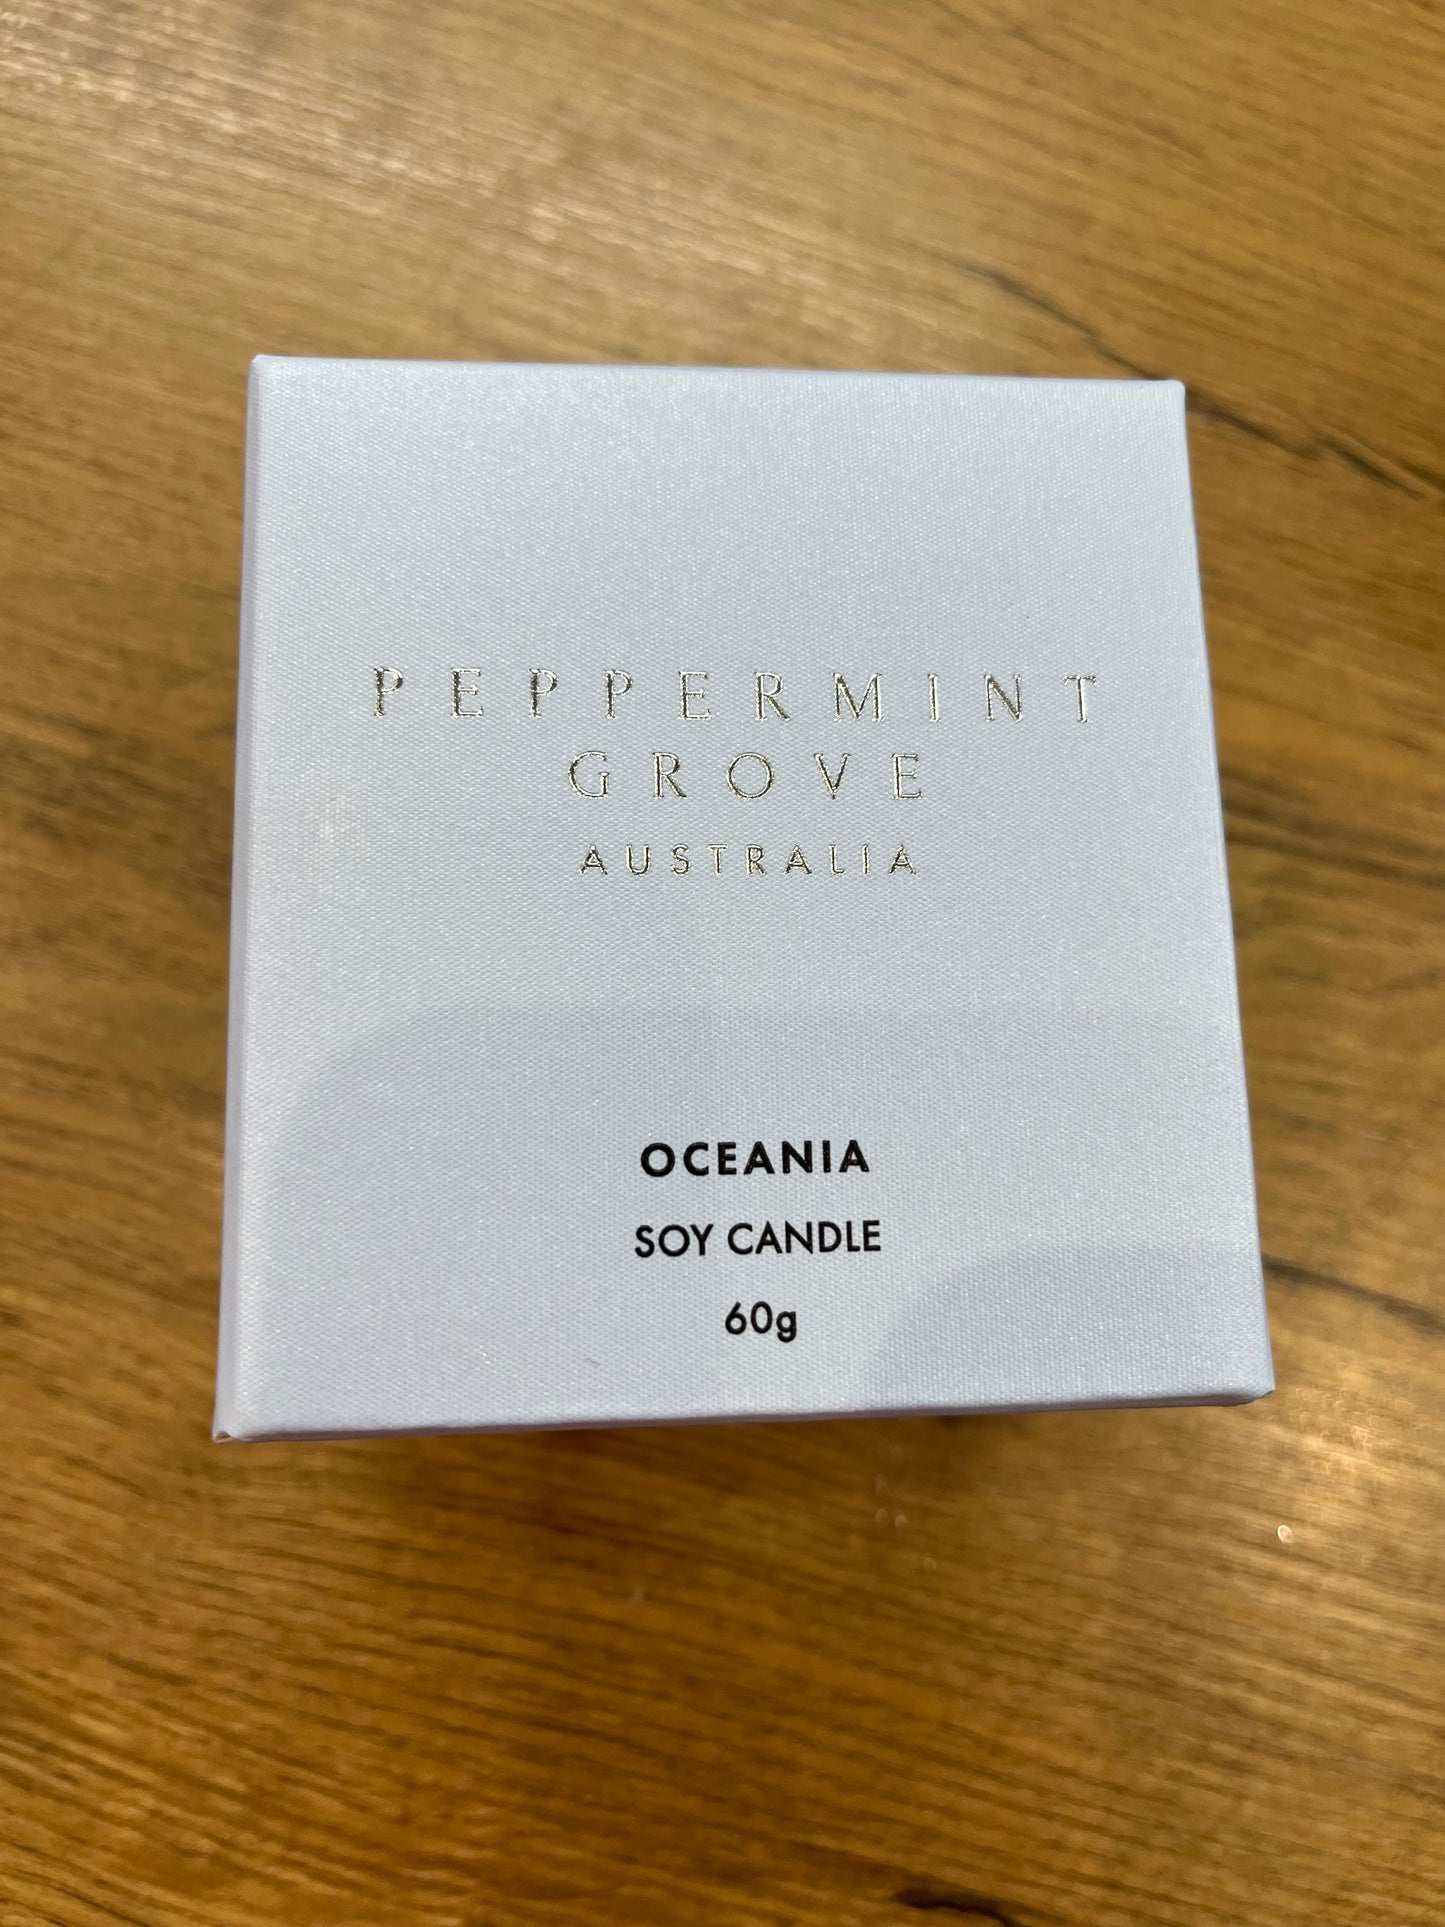 PEPPERMINT
GROVE
AUSTRALIA
OCEANIA
SOY CANDLE
60g